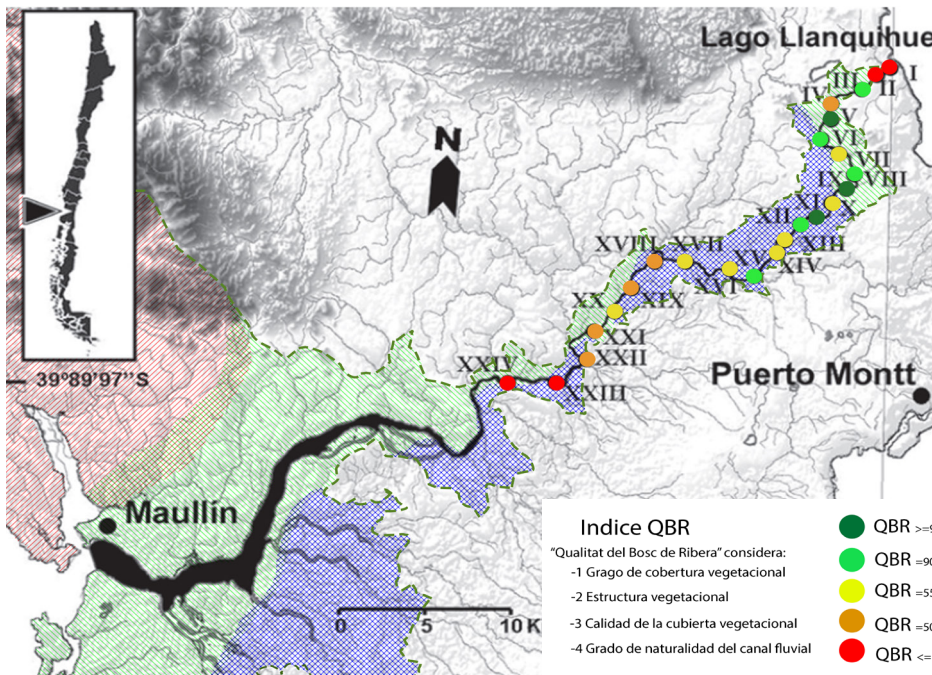 Lago Llanquihue
I
II
III
IV
V
VI
VII
VIII
IX
X
XI
XII
XIII
XIV
XV
XVI
XVII
XVIII
XIX
XX
XXI
XXII
XXIII
XXIV
N
39º89'97''S
Puerto Montt
Maullín
0 5 10 K
Indice QBR
"Qualitat del Bosc de Ribera" considera:
-1 Grago de cobertura vegetacional
-2 Estructura vegetacional
-3 Calidad de la cubierta vegetacional
-4 Grado de naturalidad del canal fluvial
QBR >=9
QBR =90
QBR =55
QBR =50
QBR <=